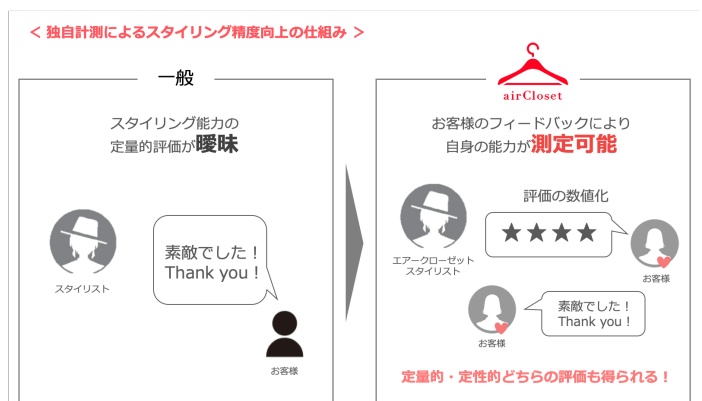 < 独自計測によるスタイリング精度向上の仕組み >
一般
スタイリング能力の
定量的評価が曖昧
スタイリスト
素敵でした！
Thank you！
お客様
airCloset
お客様のフィードバックにより
自身の能力が測定可能
評価の数値化
★★★★
エアークローゼット
スタイリスト
お客様
素敵でした！
Thank you！
お客様
定量的・定性的どちらの評価も得られる！